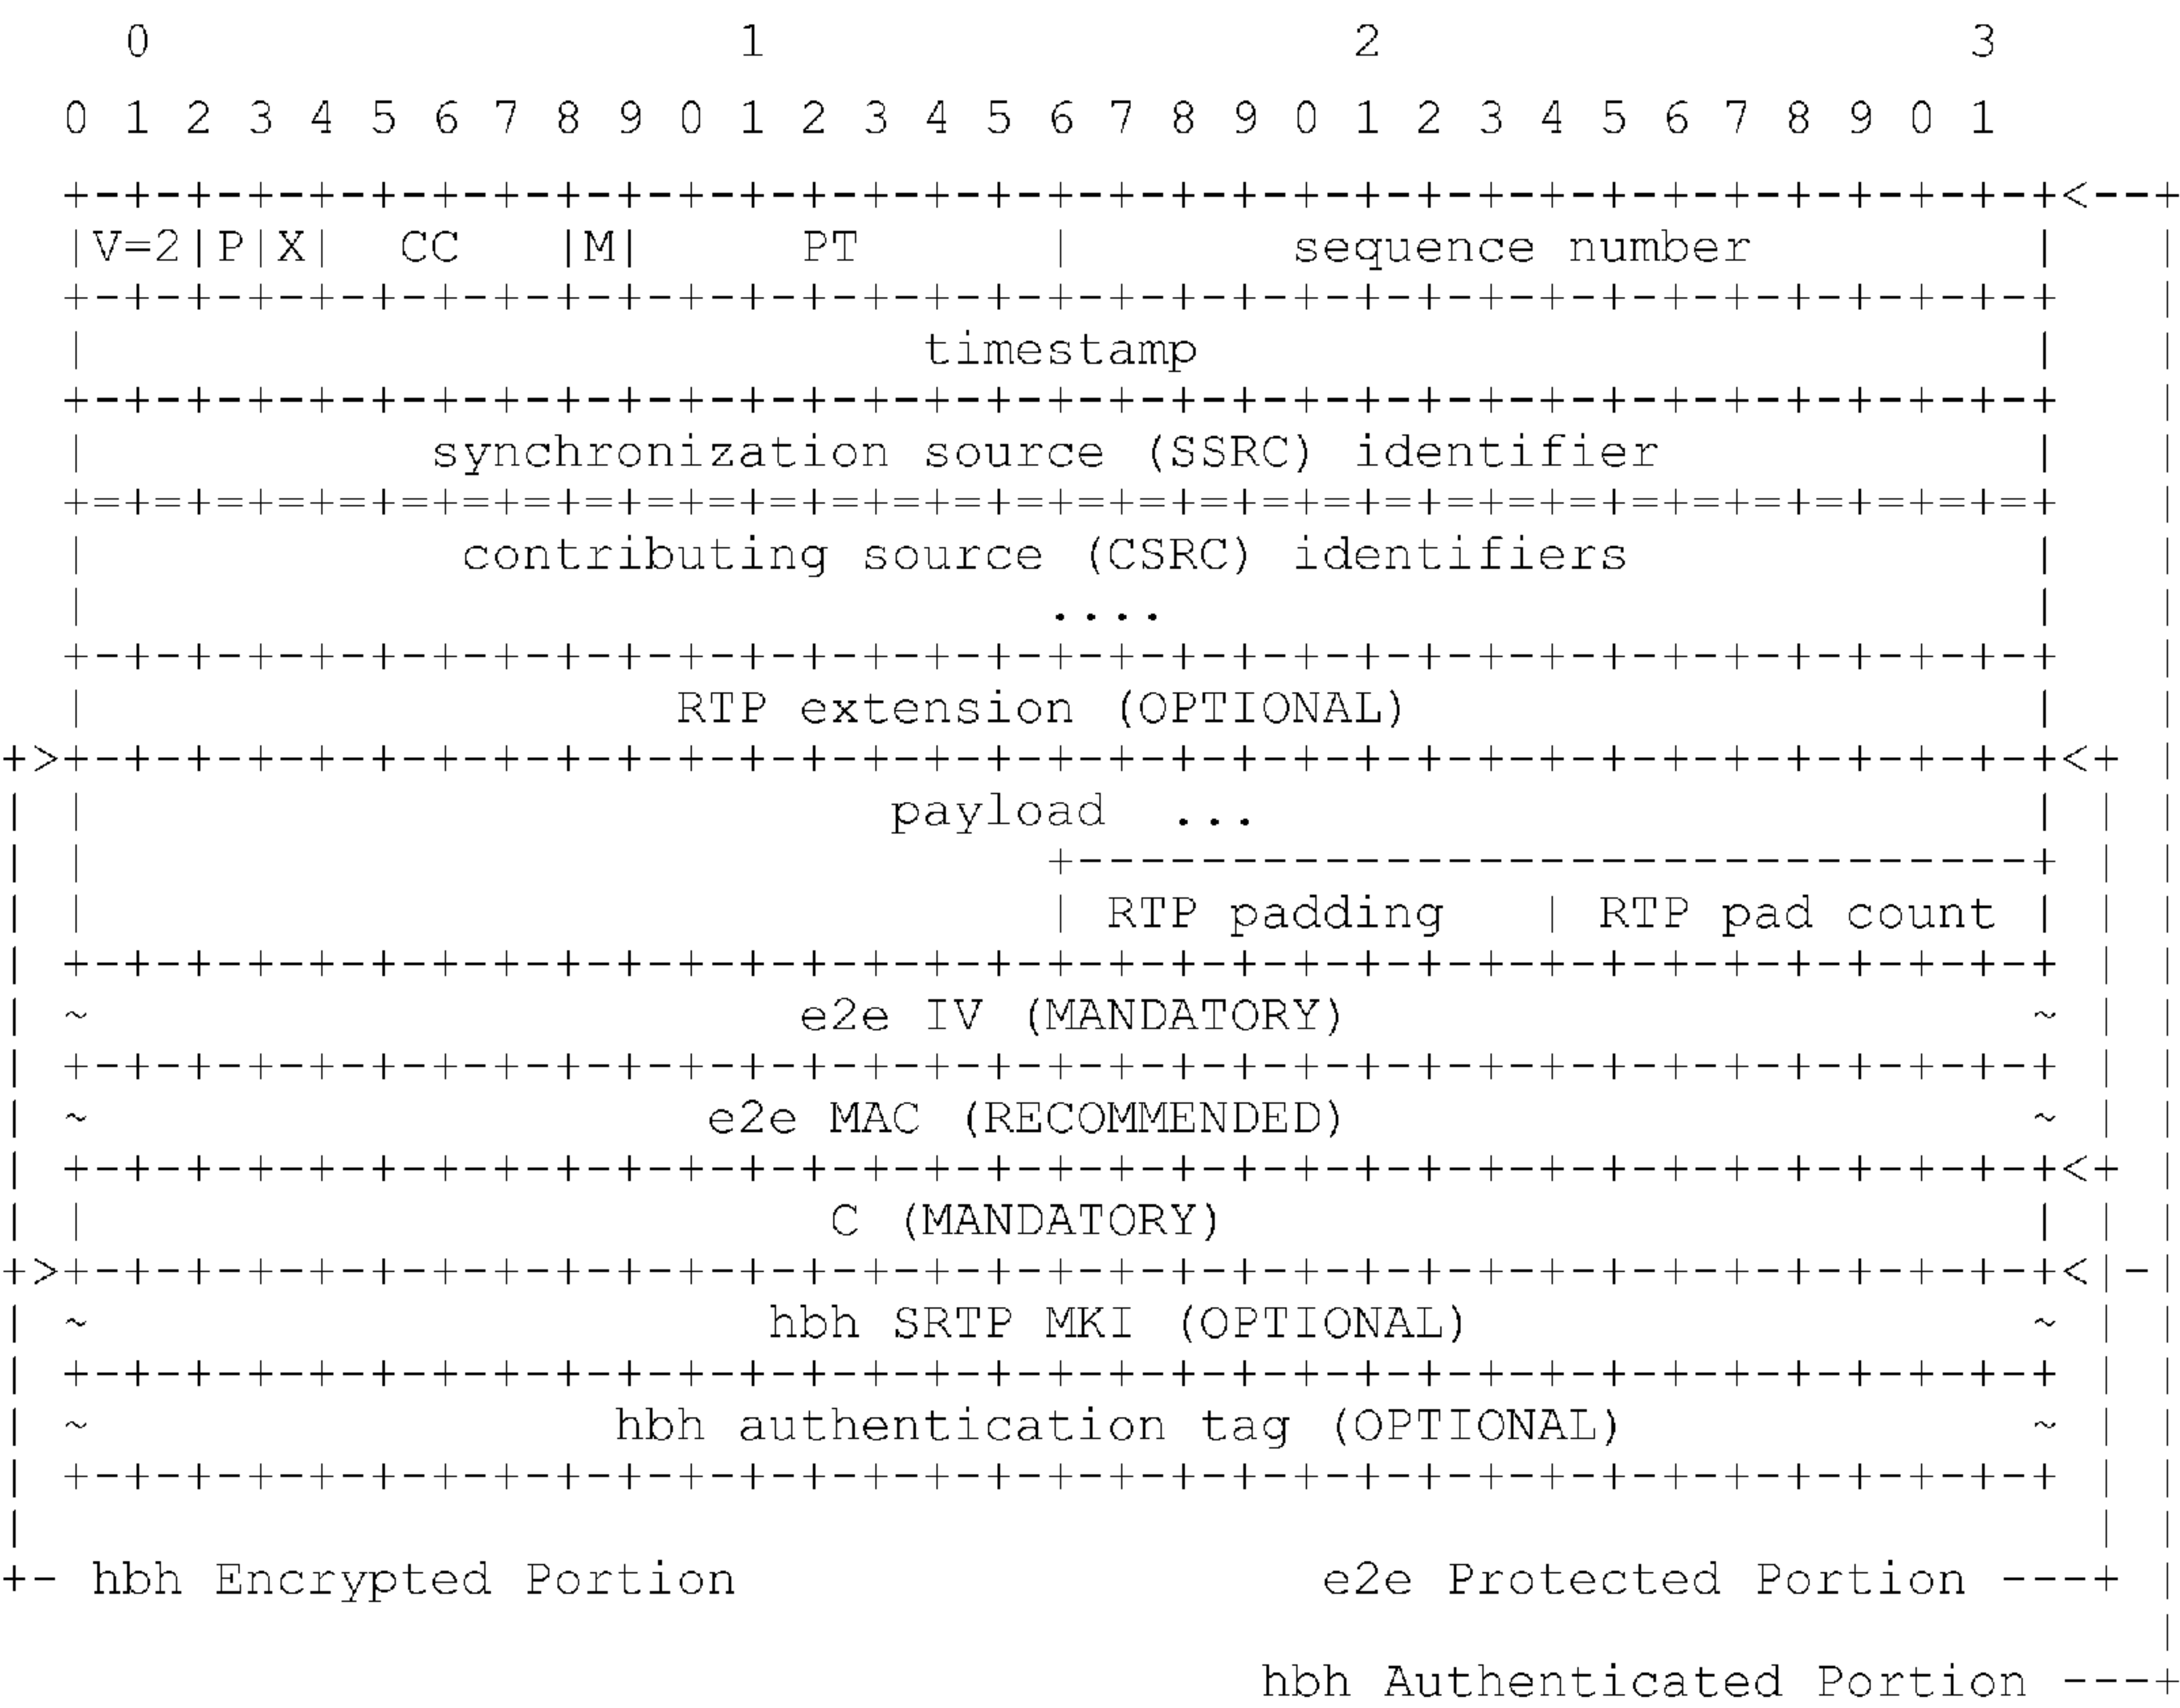 0                   1                   2                   3
  0 1 2 3 4 5 6 7 8 9 0 1 2 3 4 5 6 7 8 9 0 1 2 3 4 5 6 7 8 9 0 1
  +-+-+-+-+-+-+-+-+-+-+-+-+-+-+-+-+-+-+-+-+-+-+-+-+-+-+-+-+-+-+-+-+<--+
  |V=2|P|X|  CC   |M|     PT      |       sequence number         |   |
  +-+-+-+-+-+-+-+-+-+-+-+-+-+-+-+-+-+-+-+-+-+-+-+-+-+-+-+-+-+-+-+-+   |
  |                           timestamp                           |   |
  +-+-+-+-+-+-+-+-+-+-+-+-+-+-+-+-+-+-+-+-+-+-+-+-+-+-+-+-+-+-+-+-+   |
  |           synchronization source (SSRC) identifier            |   |
  +=+=+=+=+=+=+=+=+=+=+=+=+=+=+=+=+=+=+=+=+=+=+=+=+=+=+=+=+=+=+=+=+   |
  |            contributing source (CSRC) identifiers             |   |
  |                               ....                            |   |
  +-+-+-+-+-+-+-+-+-+-+-+-+-+-+-+-+-+-+-+-+-+-+-+-+-+-+-+-+-+-+-+-+   |
  |                   RTP extension (OPTIONAL)                    |   |
+>+-+-+-+-+-+-+-+-+-+-+-+-+-+-+-+-+-+-+-+-+-+-+-+-+-+-+-+-+-+-+-+-+<+ |
| |                          payload  ...                         | | |
| |                               +-------------------------------+ | |
| |                               | RTP padding   | RTP pad count | | |
| +-+-+-+-+-+-+-+-+-+-+-+-+-+-+-+-+-+-+-+-+-+-+-+-+-+-+-+-+-+-+-+-+ | |
| ~                       e2e IV (MANDATORY)                      ~ | |
| +-+-+-+-+-+-+-+-+-+-+-+-+-+-+-+-+-+-+-+-+-+-+-+-+-+-+-+-+-+-+-+-+ | |
| ~                    e2e MAC (RECOMMENDED)                      ~ | |
| +-+-+-+-+-+-+-+-+-+-+-+-+-+-+-+-+-+-+-+-+-+-+-+-+-+-+-+-+-+-+-+-+<+ |
| |                        C (MANDATORY)                          | | |
+>+-+-+-+-+-+-+-+-+-+-+-+-+-+-+-+-+-+-+-+-+-+-+-+-+-+-+-+-+-+-+-+-+<|-|
| ~                      hbh SRTP MKI (OPTIONAL)                  ~ | |
| +-+-+-+-+-+-+-+-+-+-+-+-+-+-+-+-+-+-+-+-+-+-+-+-+-+-+-+-+-+-+-+-+ | |
| ~                 hbh authentication tag (OPTIONAL)             ~ | |
| +-+-+-+-+-+-+-+-+-+-+-+-+-+-+-+-+-+-+-+-+-+-+-+-+-+-+-+-+-+-+-+-+ | |
|                                                                   | |
+- hbh Encrypted Portion                   e2e Protected Portion ---+ |
                                                                      |
                                         hbh Authenticated Portion ---+